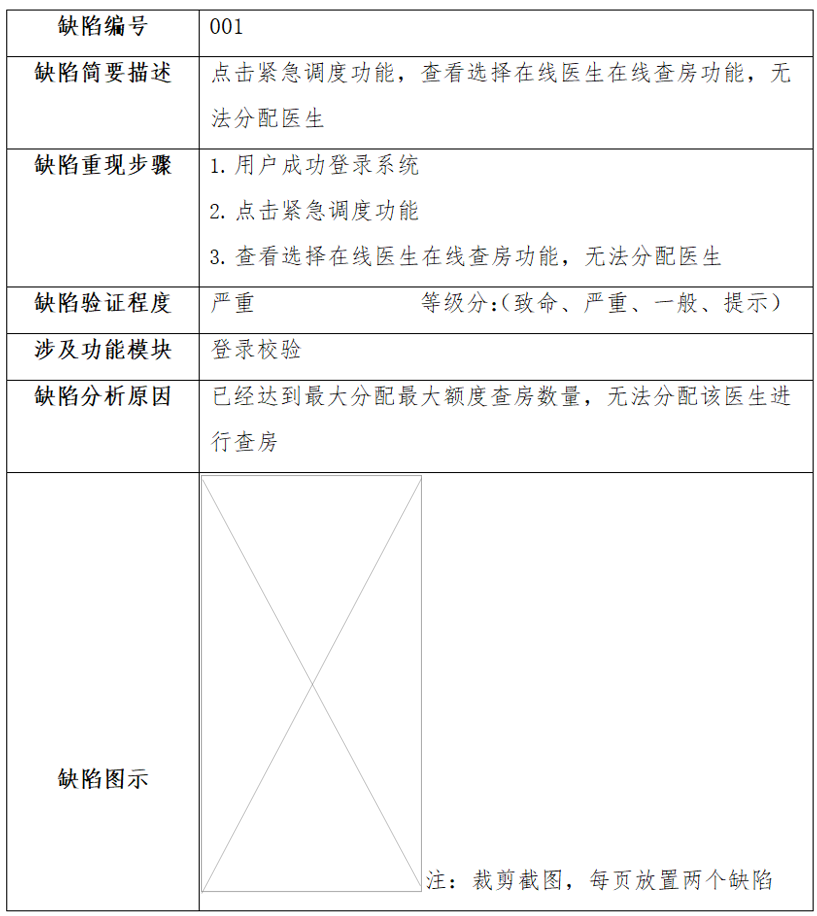 缺陷编号 001
缺陷简要描述 点击紧急调度功能，查看选择在线医生在线查房功能，无
法分配医生
缺陷重现步骤 1.用户成功登录系统
2.点击紧急调度功能
3.查看选择在线医生在线查房功能，无法分配医生
缺陷验证程度 严重 等级分:（致命、严重、一般、提示）
涉及功能模块 登录校验
缺陷分析原因 已经达到最大分配最大额度查房数量，无法分配该医生进
行查房
缺陷图示
注：裁剪截图，每页放置两个缺陷